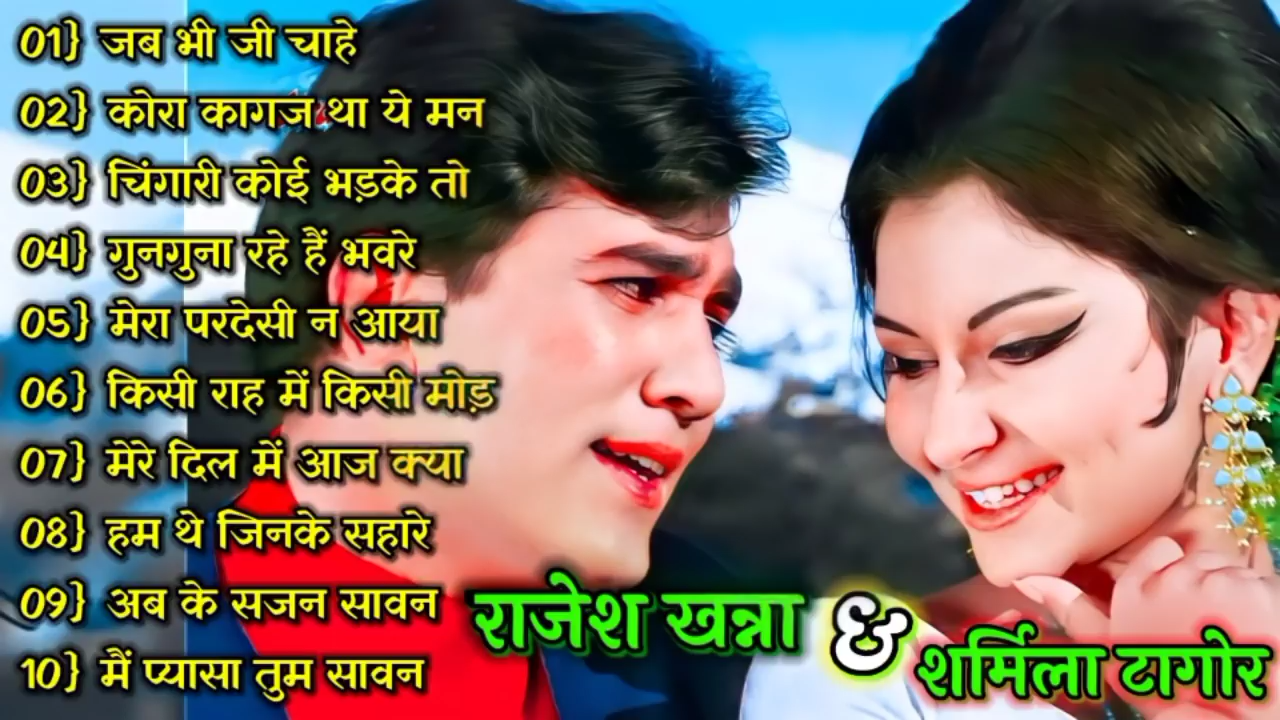 01} जब भी जी चाहे
02} कोरा कागज था ये मन
03} चिंगारी कोई भड़के तो
04} गुनगुना रहे हैं भवरे
05} मेरा परदेसी न आया
06} किसी राह में किसी मोड़
07} मेरे दिल में आज क्या
08} हम थे जिनके सहारे
09} अब के सजन सावन
10} मैं प्यासा तुम सावन
राजेश खन्ना & शर्मिला टागोर